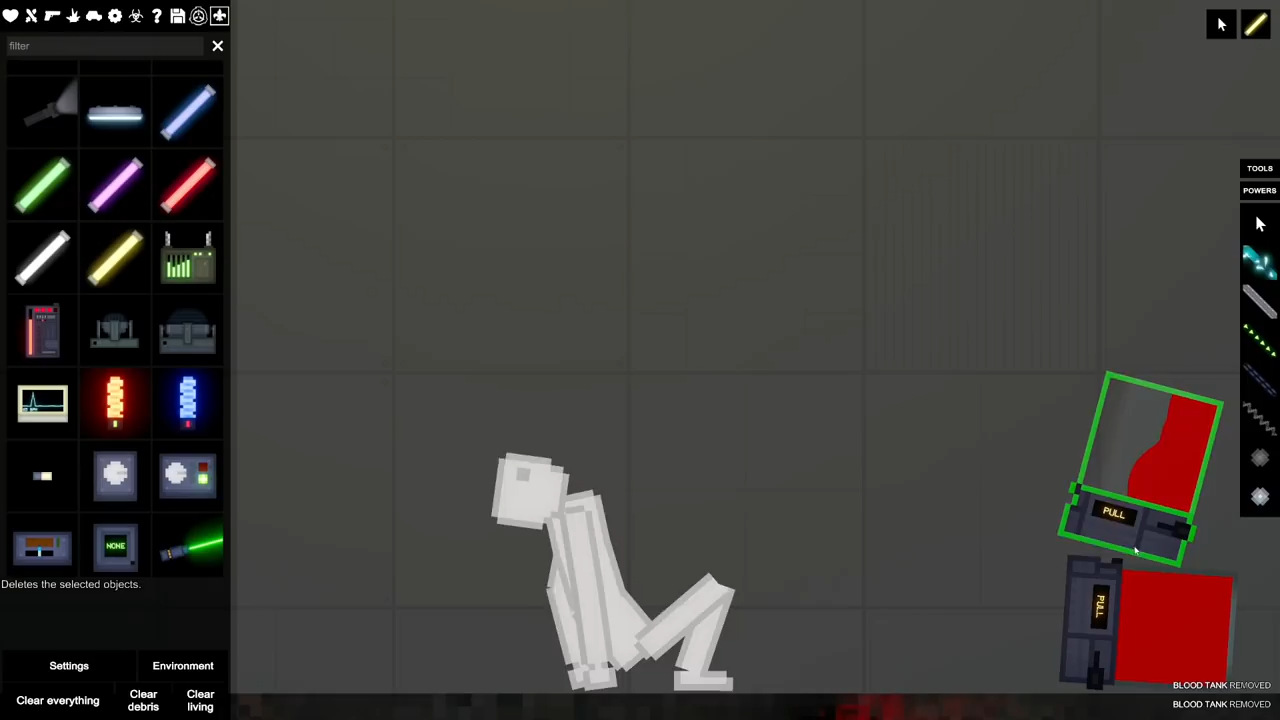 filter
TOOLS
POWERS
NONE
PULL
PULL
Deletes the selected objects.
Settings
Environment
Clear everything
Clear
debris
Clear
living
BLOOD TANK REMOVED
BLOOD TANK REMOVED